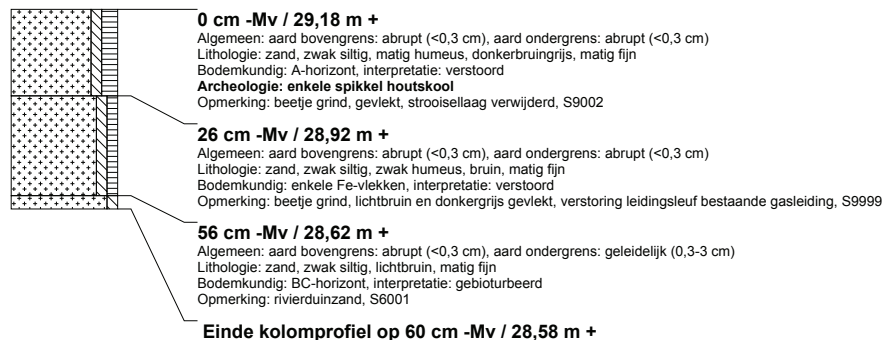 0 cm -Mv / 29,18 m +
Algemeen: aard bovengrens: abrupt (<0,3 cm), aard ondergrens: abrupt (<0,3 cm)
Lithologie: zand, zwak siltig, matig humeus, donkerbruingrijs, matig fijn
Bodemkundig: A-horizont, interpretatie: verstoord
Archeologie: enkele spikkel houtskool
Opmerking: beetje grind, gevlekt, strooisellaag verwijderd, S9002
26 cm -Mv / 28,92 m +
Algemeen: aard bovengrens: abrupt (<0,3 cm), aard ondergrens: abrupt (<0,3 cm)
Lithologie: zand, zwak siltig, zwak humeus, bruin, matig fijn
Bodemkundig: enkele Fe-vlekken, interpretatie: verstoord
Opmerking: beetje grind, lichtbruin en donkergrijs gevlekt, verstoring leidingsleuf bestaande gasleiding, S9999
56 cm -Mv / 28,62 m +
Algemeen: aard bovengrens: abrupt (<0,3 cm), aard ondergrens: geleidelijk (0,3-3 cm)
Lithologie: zand, zwak siltig, lichtbruin, matig fijn
Bodemkundig: BC-horizont, interpretatie: gebioturbeerd
Opmerking: rivierduinzand, S6001
Einde kolomprofiel op 60 cm -Mv / 28,58 m +